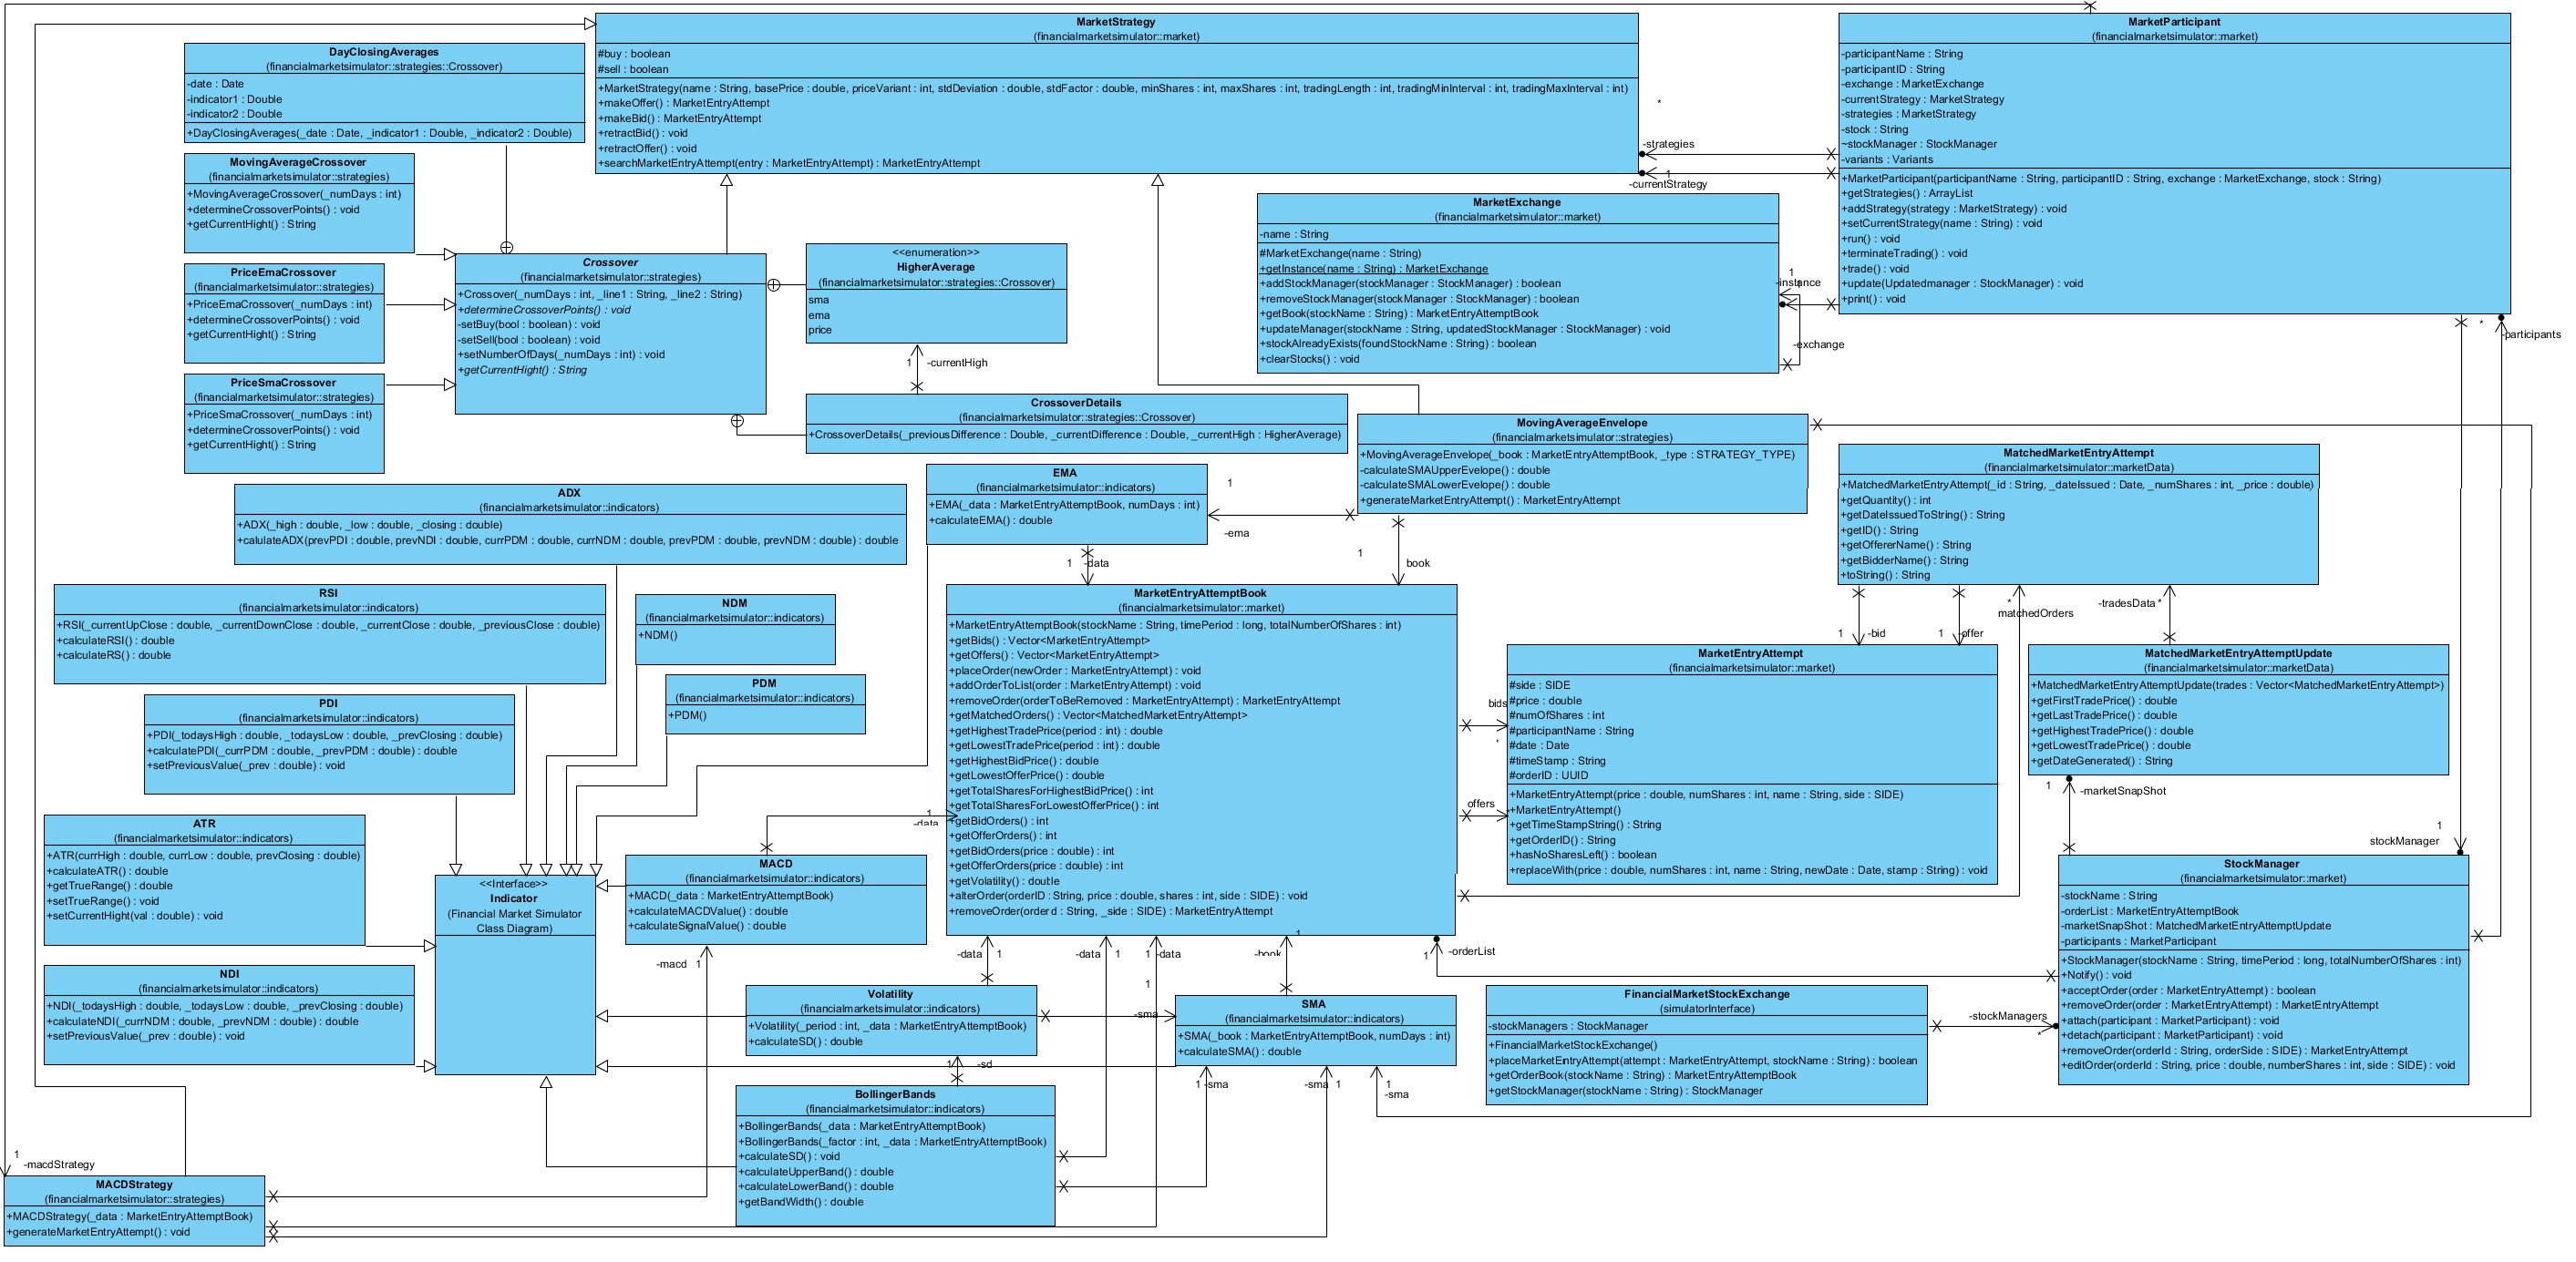 MarketStrategy
(financialmarketsimulator::market)
#buy : boolean
#sell : boolean
+MarketStrategy(name : String, basePrice : double, priceVariant : int, stdDeviation : double, stdFactor : double, minShares : int, maxShares : int, tradingLength : int, tradingMinInterval : int, tradingMaxInterval : int)
+makeOffer() : MarketEntryAttempt
+makeBid() : MarketEntryAttempt
+retractBid() : void
+retractOffer() : void
+searchMarketEntryAttempt(entry : MarketEntryAttempt) : MarketEntryAttempt
MarketParticipant
(financialmarketsimulator::market)
-participantName : String
-participantID : String
-exchange : MarketExchange
-currentStrategy : MarketStrategy
-strategies : MarketStrategy
-stock : String
~stockManager : StockManager
-variants : Variants
+MarketParticipant(participantName : String, participantID : String, exchange : MarketExchange, stock : String)
+getStrategies() : ArrayList
+addStrategy(strategy : MarketStrategy) : void
+setCurrentStrategy(name : String) : void
+run() : void
+terminateTrading() : void
+trade() : void
+update(Updatedmanager : StockManager) : void
+print() : void
*
-strategies
1
-currentStrategy
DayClosingAverages
(financialmarketsimulator::strategies::Crossover)
-date : Date
-indicator1 : Double
-indicator2 : Double
+DayClosingAverages(_date : Date, _indicator1 : Double, _indicator2 : Double)
MovingAverageCrossover
(financialmarketsimulator::strategies)
+MovingAverageCrossover(_numDays : int)
+determineCrossoverPoints() : void
+getCurrentHight() : String
PriceEmaCrossover
(financialmarketsimulator::strategies)
+PriceEmaCrossover(_numDays : int)
+determineCrossoverPoints() : void
+getCurrentHight() : String
PriceSmaCrossover
(financialmarketsimulator::strategies)
+PriceSmaCrossover(_numDays : int)
+determineCrossoverPoints() : void
+getCurrentHight() : String
Crossover
(financialmarketsimulator::strategies)
+Crossover(_numDays : int, _line1 : String, _line2 : String)
+determineCrossoverPoints() : void
-setBuy(bool : boolean) : void
-setSell(bool : boolean) : void
+setNumberOfDays(_numDays : int) : void
+getCurrentHight() : String
<<enumeration>>
HigherAverage
(financialmarketsimulator::strategies::Crossover)
sma
ema
price
1
-currentHigh
CrossoverDetails
(financialmarketsimulator::strategies::Crossover)
+CrossoverDetails(_previousDifference : Double, _currentDifference : Double, _currentHigh : HigherAverage)
MarketExchange
(financialmarketsimulator::market)
-name : String
#MarketExchange(name : String)
+getInstance(name : String) : MarketExchange
+addStockManager(stockManager : StockManager) : boolean
+removeStockManager(stockManager : StockManager) : boolean
+getBook(stockName : String) : MarketEntryAttemptBook
+updateManager(stockName : String, updatedStockManager : StockManager) : void
+stockAlreadyExists(foundStockName : String) : boolean
+clearStocks() : void
1
-instance
-exchange
*
-participants
MovingAverageEnvelope
(financialmarketsimulator::strategies)
+MovingAverageEnvelope(_book : MarketEntryAttemptBook, _type : STRATEGY_TYPE)
-calculateSMAUpperEvelope() : double
-calculateSMALowerEvelope() : double
+generateMarketEntryAttempt() : MarketEntryAttempt
EMA
(financialmarketsimulator::indicators)
+EMA(_data : MarketEntryAttemptBook, numDays : int)
+calculateEMA() : double
1
-ema
1 -data
1
book
MatchedMarketEntryAttempt
(financialmarketsimulator::marketData)
+MatchedMarketEntryAttempt(_id : String, _dateIssued : Date, _numShares : int, _price : double)
+getQuantity() : int
+getDateIssuedToString() : String
+getID() : String
+getOffererName() : String
+getBidderName() : String
+toString() : String
1 -bid
1 -offer
*
matchedOrders
-tradesData *
ADX
(financialmarketsimulator::indicators)
+ADX(_high : double, _low : double, _closing : double)
+calulateADX(prevPDI : double, prevNDI : double, currPDM : double, currNDM : double, prevPDM : double, prevNDM : double) : double
RSI
(financialmarketsimulator::indicators)
+RSI(_currentUpClose : double, _currentDownClose : double, _currentClose : double, _previousClose : double)
+calculateRSI() : double
+calculateRS() : double
NDM
(financialmarketsimulator::indicators)
+NDM()
PDM
(financialmarketsimulator::indicators)
+PDM()
PDI
(financialmarketsimulator::indicators)
+PDI(_todaysHigh : double, _todaysLow : double, _prevClosing : double)
+calculatePDI(_currPDM : double, _prevPDM : double) : double
+setPreviousValue(_prev : double) : void
ATR
(financialmarketsimulator::indicators)
+ATR(currHigh : double, currLow : double, prevClosing : double)
+calculateATR() : double
+getTrueRange() : double
+setTrueRange() : void
+setCurrentHight(val : double) : void
NDI
(financialmarketsimulator::indicators)
+NDI(_todaysHigh : double, _todaysLow : double, _prevClosing : double)
+calculateNDI(_currNDM : double, _prevNDM : double) : double
+setPreviousValue(_prev : double) : void
<<Interface>>
Indicator
(Financial Market Simulator
Class Diagram)
MarketEntryAttemptBook
(financialmarketsimulator::market)
+MarketEntryAttemptBook(stockName : String, timePeriod : long, totalNumberOfShares : int)
+getBids() : Vector<MarketEntryAttempt>
+getOffers() : Vector<MarketEntryAttempt>
+placeOrder(newOrder : MarketEntryAttempt) : void
+addOrderToList(order : MarketEntryAttempt) : void
+removeOrder(orderToBeRemoved : MarketEntryAttempt) : MarketEntryAttempt
+getMatchedOrders() : Vector<MatchedMarketEntryAttempt>
+getHighestTradePrice(period : int) : double
+getLowestTradePrice(period : int) : double
+getHighestBidPrice() : double
+getLowestOfferPrice() : double
+getTotalSharesForHighestBidPrice() : int
+getTotalSharesForLowestOfferPrice() : int
+getBidOrders() : int
+getOfferOrders() : int
+getBidOrders(price : double) : int
+getOfferOrders(price : double) : int
+getVolatility() : double
+alterOrder(orderID : String, price : double, shares : int, side : SIDE) : void
+removeOrder(orderd : String, _side : SIDE) : MarketEntryAttempt
bids
*
offers
MarketEntryAttempt
(financialmarketsimulator::market)
#side : SIDE
#price : double
#numOfShares : int
#participantName : String
#date : Date
#timeStamp : String
#orderID : UUID
+MarketEntryAttempt(price : double, numShares : int, name : String, side : SIDE)
+MarketEntryAttempt()
+getTimeStampString() : String
+getOrderID() : String
+hasNoSharesLeft() : boolean
+replaceWith(price : double, numShares : int, name : String, newDate : Date, stamp : String) : void
MatchedMarketEntryAttemptUpdate
(financialmarketsimulator::marketData)
+MatchedMarketEntryAttemptUpdate(trades : Vector<MatchedMarketEntryAttempt>)
+getFirstTradePrice() : double
+getLastTradePrice() : double
+getHighestTradePrice() : double
+getLowestTradePrice() : double
+getDateGenerated() : String
1
-marketSnapShot
1
stockManager
StockManager
(financialmarketsimulator::market)
-stockName : String
-orderList : MarketEntryAttemptBook
-marketSnapShot : MatchedMarketEntryAttemptUpdate
-participants : MarketParticipant
+StockManager(stockName : String, timePeriod : long, totalNumberOfShares : int)
+Notify() : void
+acceptOrder(order : MarketEntryAttempt) : boolean
+removeOrder(order : MarketEntryAttempt) : MarketEntryAttempt
+attach(participant : MarketParticipant) : void
+detach(participant : MarketParticipant) : void
+removeOrder(orderId : String, orderSide : SIDE) : MarketEntryAttempt
+editOrder(orderId : String, price : double, numberShares : int, side : SIDE) : void
1
-data
MACD
(financialmarketsimulator::indicators)
+MACD(_data : MarketEntryAttemptBook)
+calculateMACDValue() : double
+calculateSignalValue() : double
-macd 1
-data 1
-data 1
1 -data
1
-book
1
-orderList
1
Volatility
(financialmarketsimulator::indicators)
+Volatility(_period : int, _data : MarketEntryAttemptBook)
+calculateSD() : double
1
-sma
SMA
(financialmarketsimulator::indicators)
+SMA(_book : MarketEntryAttemptBook, numDays : int)
+calculateSMA() : double
FinancialMarketStockExchange
(simulatorInterface)
-stockManagers : StockManager
+FinancialMarketStockExchange()
+placeMarketEntryAttempt(attempt : MarketEntryAttempt, stockName : String) : boolean
+getOrderBook(stockName : String) : MarketEntryAttemptBook
+getStockManager(stockName : String) : StockManager
-stockManagers
*
1 -sd
1 -sma
-sma 1
1
-sma
BollingerBands
(financialmarketsimulator::indicators)
+BollingerBands(_data : MarketEntryAttemptBook)
+BollingerBands(_factor : int, _data : MarketEntryAttemptBook)
+calculateSD() : void
+calculateUpperBand() : double
+calculateLowerBand() : double
+getBandWidth() : double
1
-macdStrategy
MACDStrategy
(financialmarketsimulator::strategies)
+MACDStrategy(_data : MarketEntryAttemptBook)
+generateMarketEntryAttempt() : void